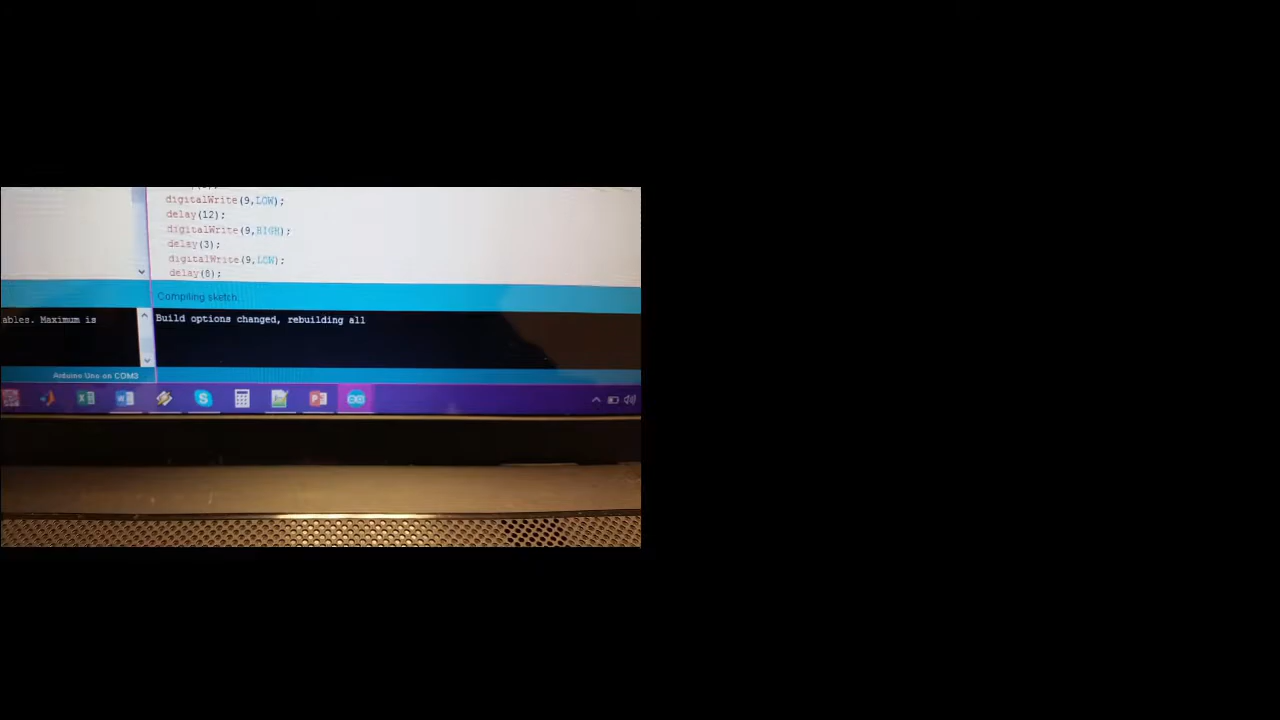 digitalWrite(9,LOW);
delay(12);
digitalWrite(9,HIGH);
delay(3);
digitalWrite(9,LOW);
delay(8);
Compiling sketch...
ables. Maximum is
Build options changed, rebuilding all
Arduino Uno on COM3